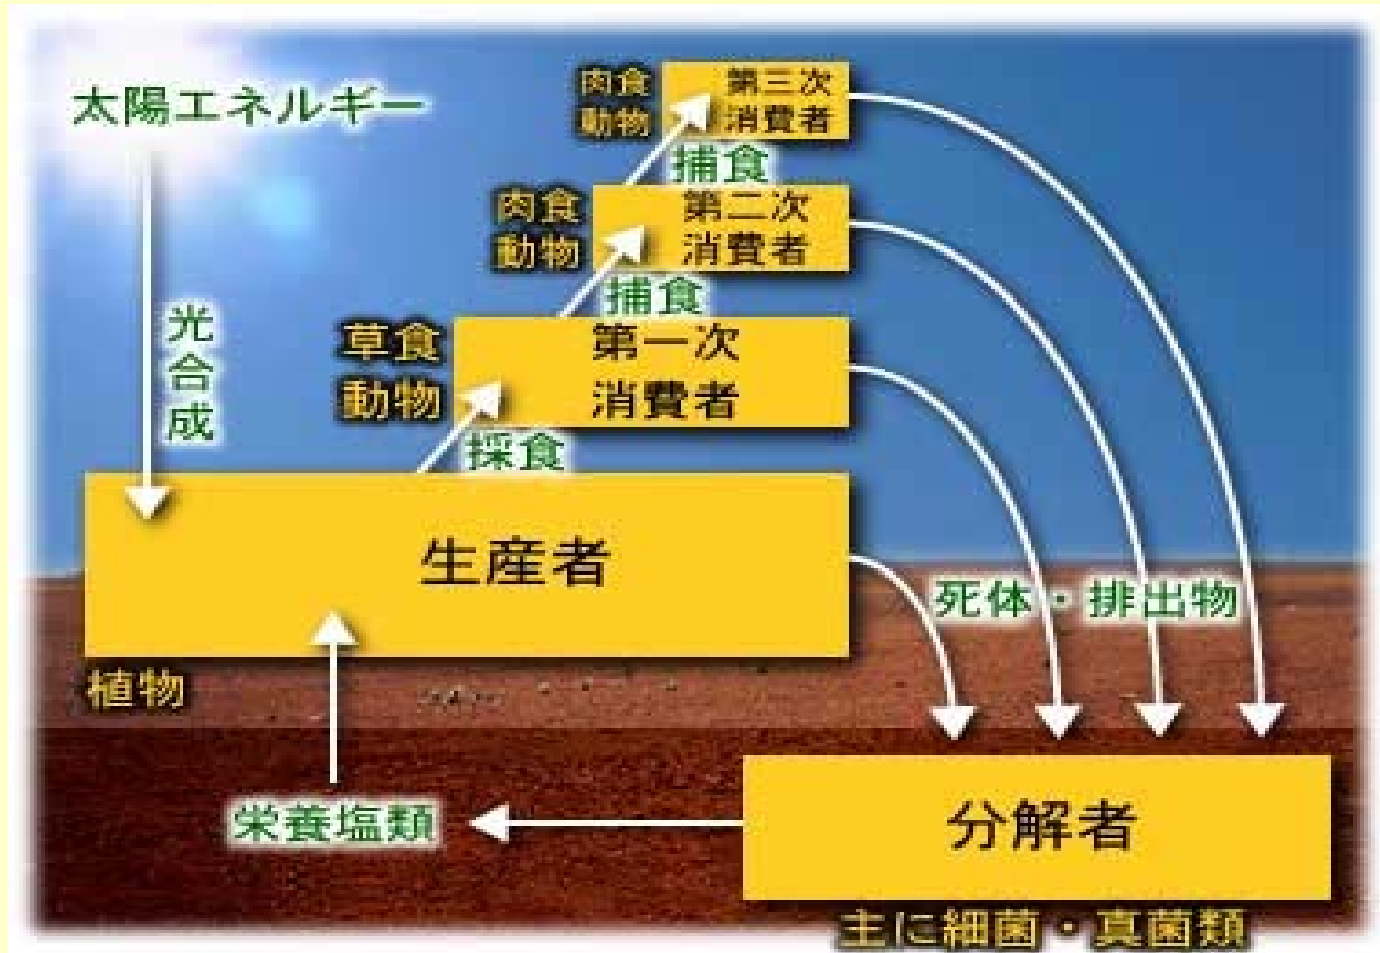 太陽エネルギー
光合成
肉食
動物
第三次
消費者
捕食
肉食
動物
第二次
消費者
捕食
草食
動物
第一次
消費者
採食
生産者
植物
死体・排出物
栄養塩類
分解者
主に細菌・真菌類